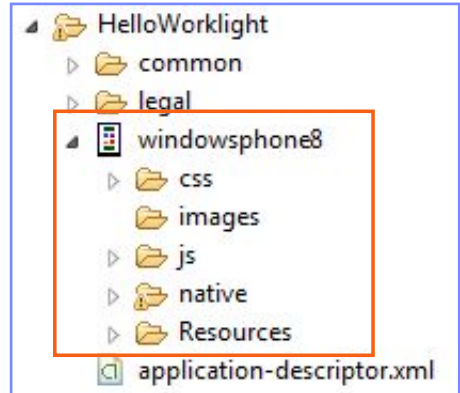 HelloWorklight
common
legal
windowsphone8
css
images
js
native
Resources
application-descriptor.xml